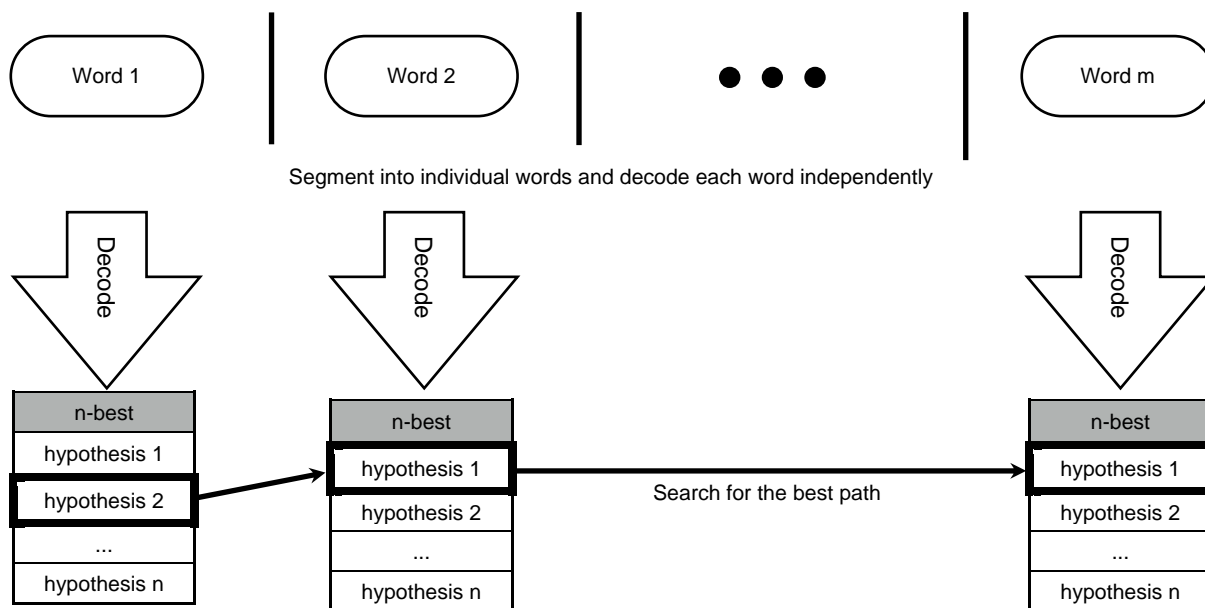 Word 1
Word 2
Word m
Segment into individual words and decode each word independently
Decode
Decode
Decode
n-best
hypothesis 1
hypothesis 2
...
hypothesis n
n-best
hypothesis 1
hypothesis 2
...
hypothesis n
Search for the best path
n-best
hypothesis 1
hypothesis 2
...
hypothesis n